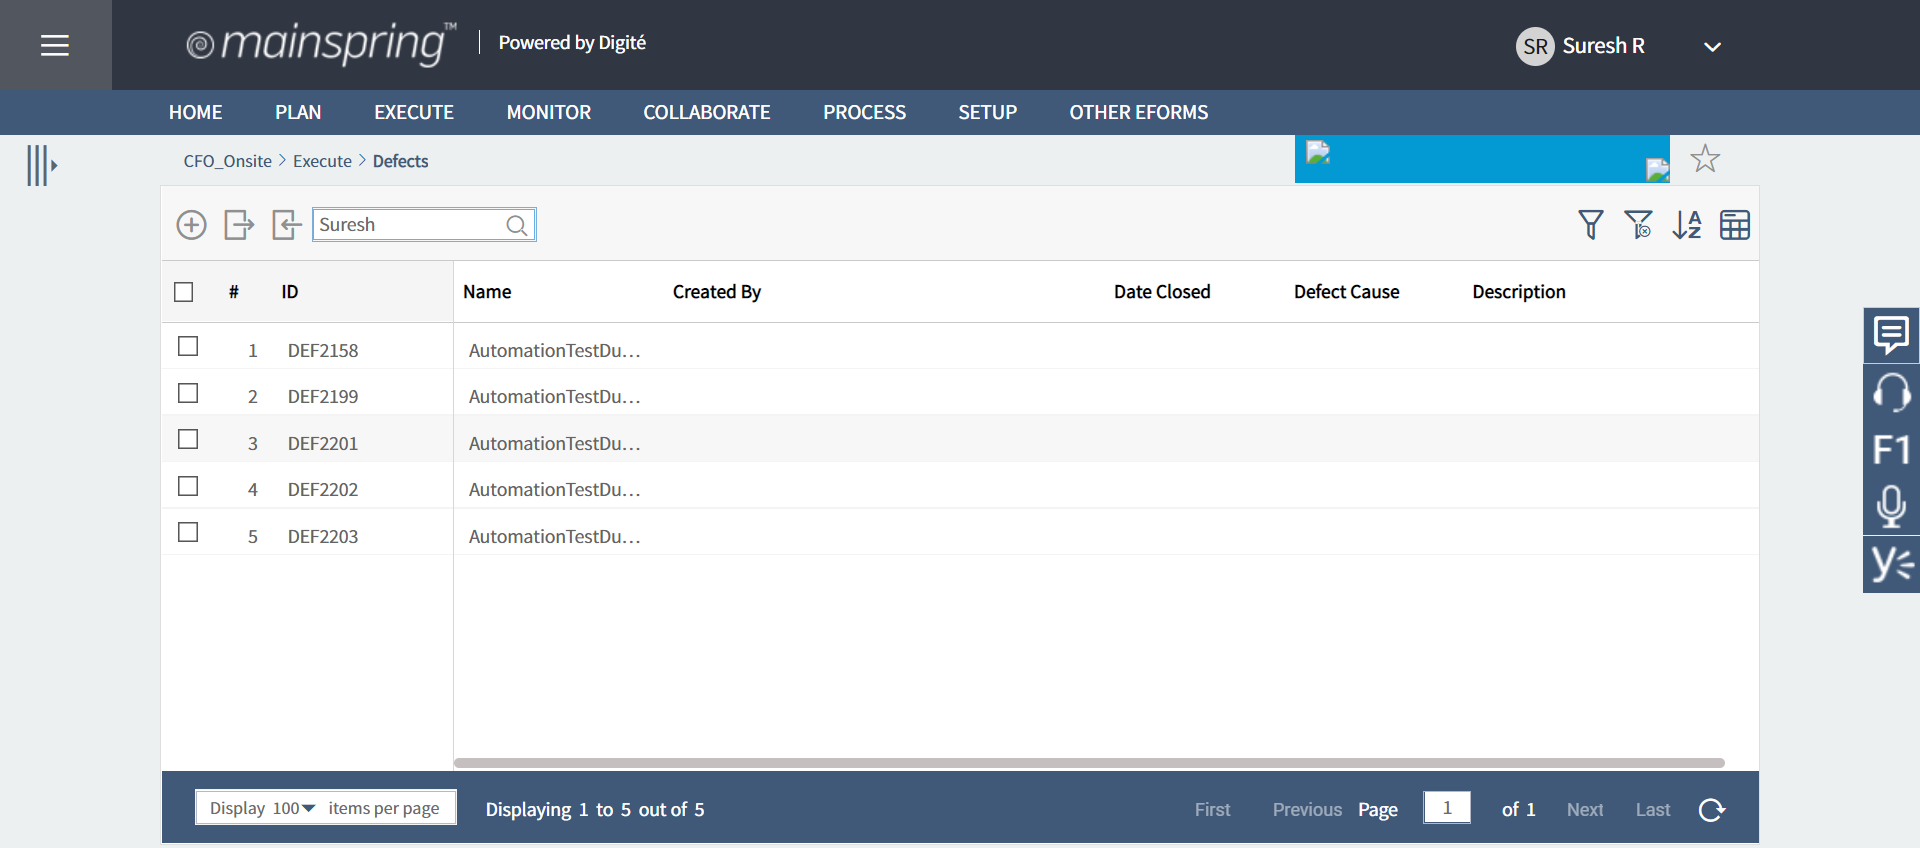 mainspring™ Powered by Digité
SR Suresh R
HOME PLAN EXECUTE MONITOR COLLABORATE PROCESS SETUP OTHER EFORMS
CFO_Onsite > Execute > Defects
Suresh
A
Z
# ID Name Created By Date Closed Defect Cause Description
1 DEF2158 AutomationTestDu...
2 DEF2199 AutomationTestDu...
3 DEF2201 AutomationTestDu...
4 DEF2202 AutomationTestDu...
5 DEF2203 AutomationTestDu...
F1
Display 100 items per page Displaying 1 to 5 out of 5 First Previous Page 1 of 1 Next Last